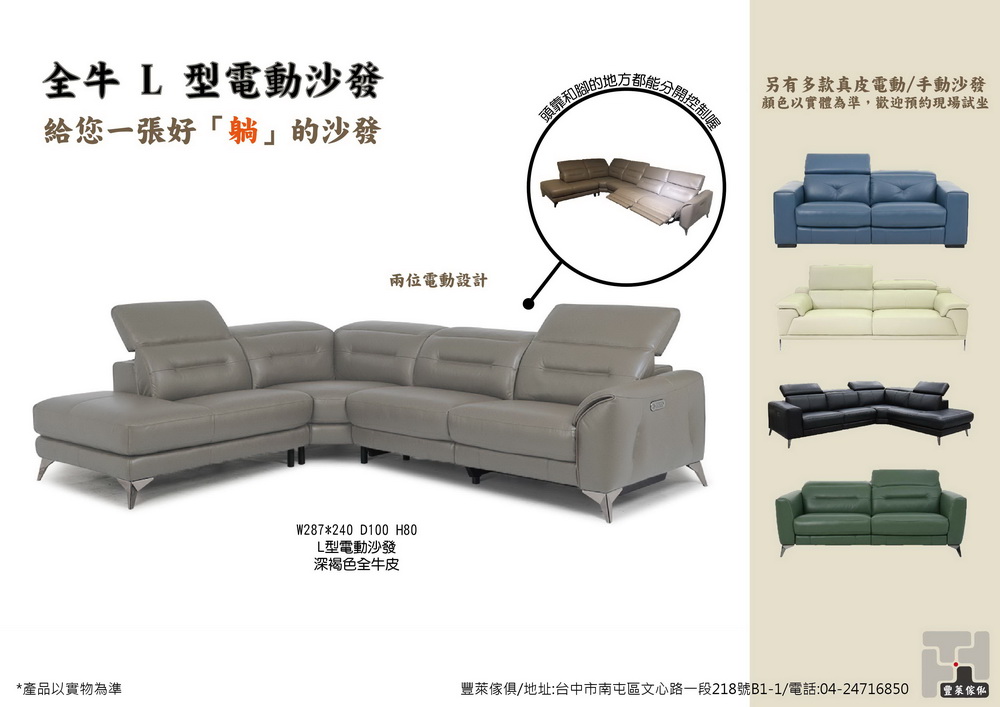 全牛 L 型電動沙發
給您一張好「躺」的沙發
頭靠和腳的地方都能分開控制喔
兩位電動設計
W287*240 D100 H80
L型電動沙發
深褐色全牛皮
另有多款真皮電動/手動沙發
顏色以實體為準，歡迎預約現場試坐
豐萊傢俬
*產品以實物為準
豐萊傢俱/地址:台中市南屯區文心路一段218號B1-1/電話:04-24716850